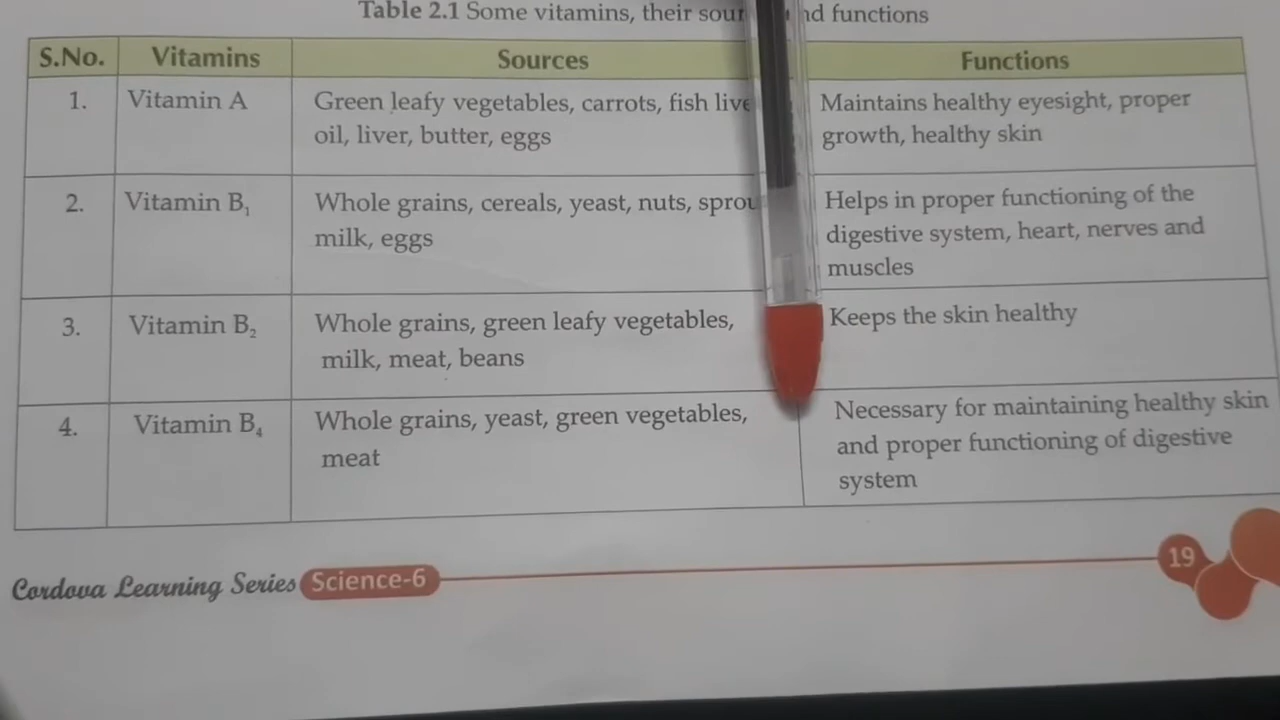 Table 2.1 Some vitamins, their sour nd functions
S.No. Vitamins Sources Functions
1. Vitamin A Green leafy vegetables, carrots, fish live Maintains healthy eyesight, proper
oil, liver, butter, eggs growth, healthy skin
2. Vitamin B₁ Whole grains, cereals, yeast, nuts, sprou Helps in proper functioning of the
milk, eggs digestive system, heart, nerves and
muscles
3. Vitamin B₂ Whole grains, green leafy vegetables, Keeps the skin healthy
milk, meat, beans
4. Vitamin B₄ Whole grains, yeast, green vegetables, Necessary for maintaining healthy skin
meat and proper functioning of digestive
system
Cordova Learning Series Science-6 19